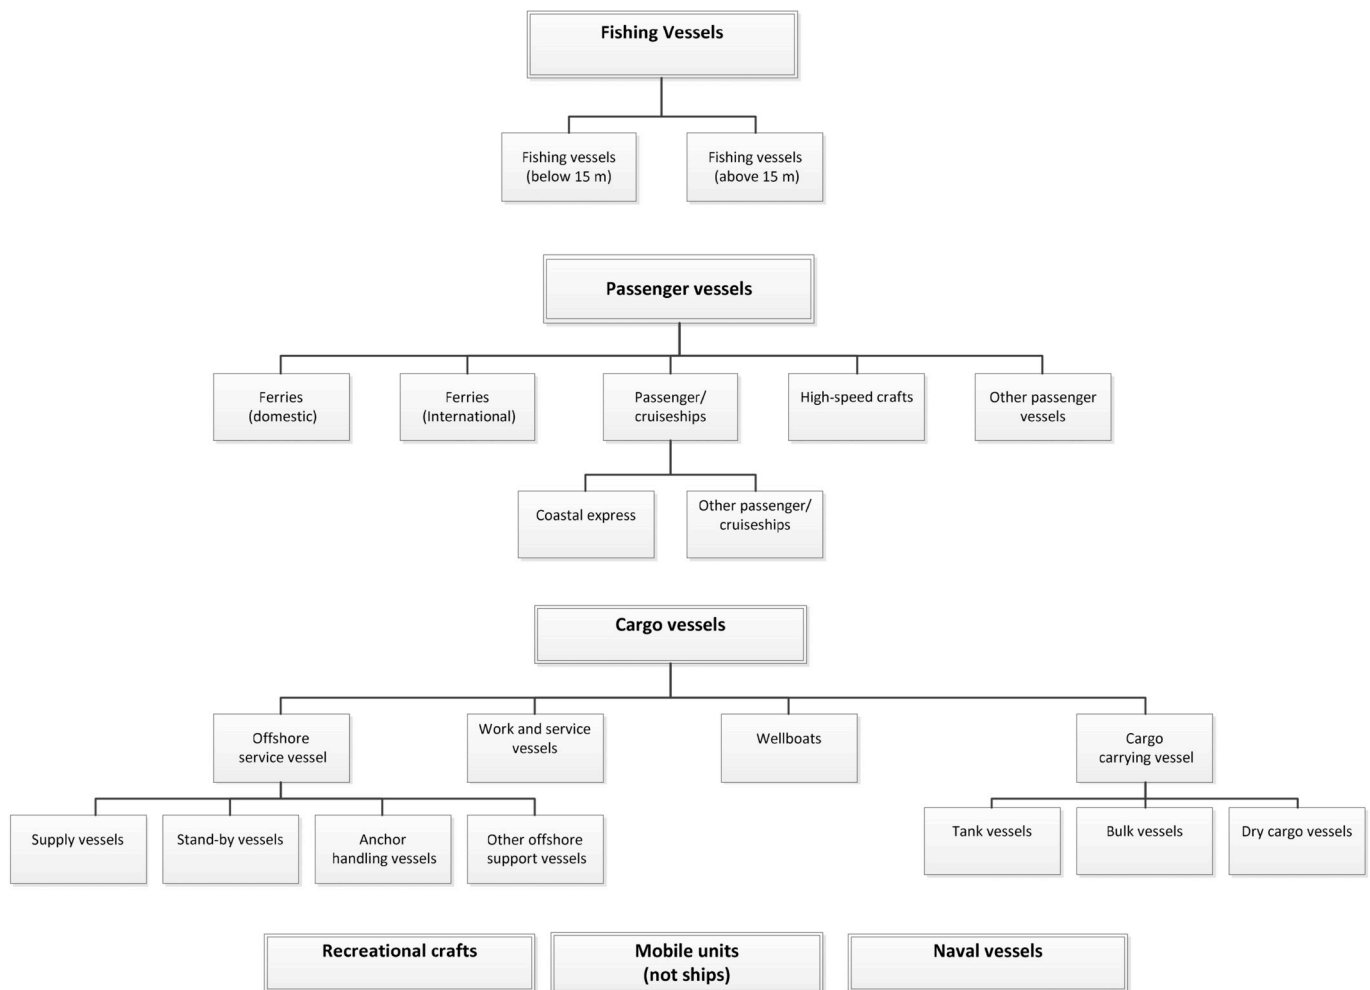 Fishing Vessels
Fishing vessels
(below 15 m)
Fishing vessels
(above 15 m)
Passenger vessels
Ferries
(domestic)
Ferries
(International)
Passenger/
cruiseships
High-speed crafts
Other passenger
vessels
Coastal express
Other passenger/
cruiseships
Cargo vessels
Offshore
service vessel
Work and service
vessels
Wellboats
Cargo
carrying vessel
Supply vessels
Stand-by vessels
Anchor
handling vessels
Other offshore
support vessels
Tank vessels
Bulk vessels
Dry cargo vessels
Recreational crafts
Mobile units
(not ships)
Naval vessels